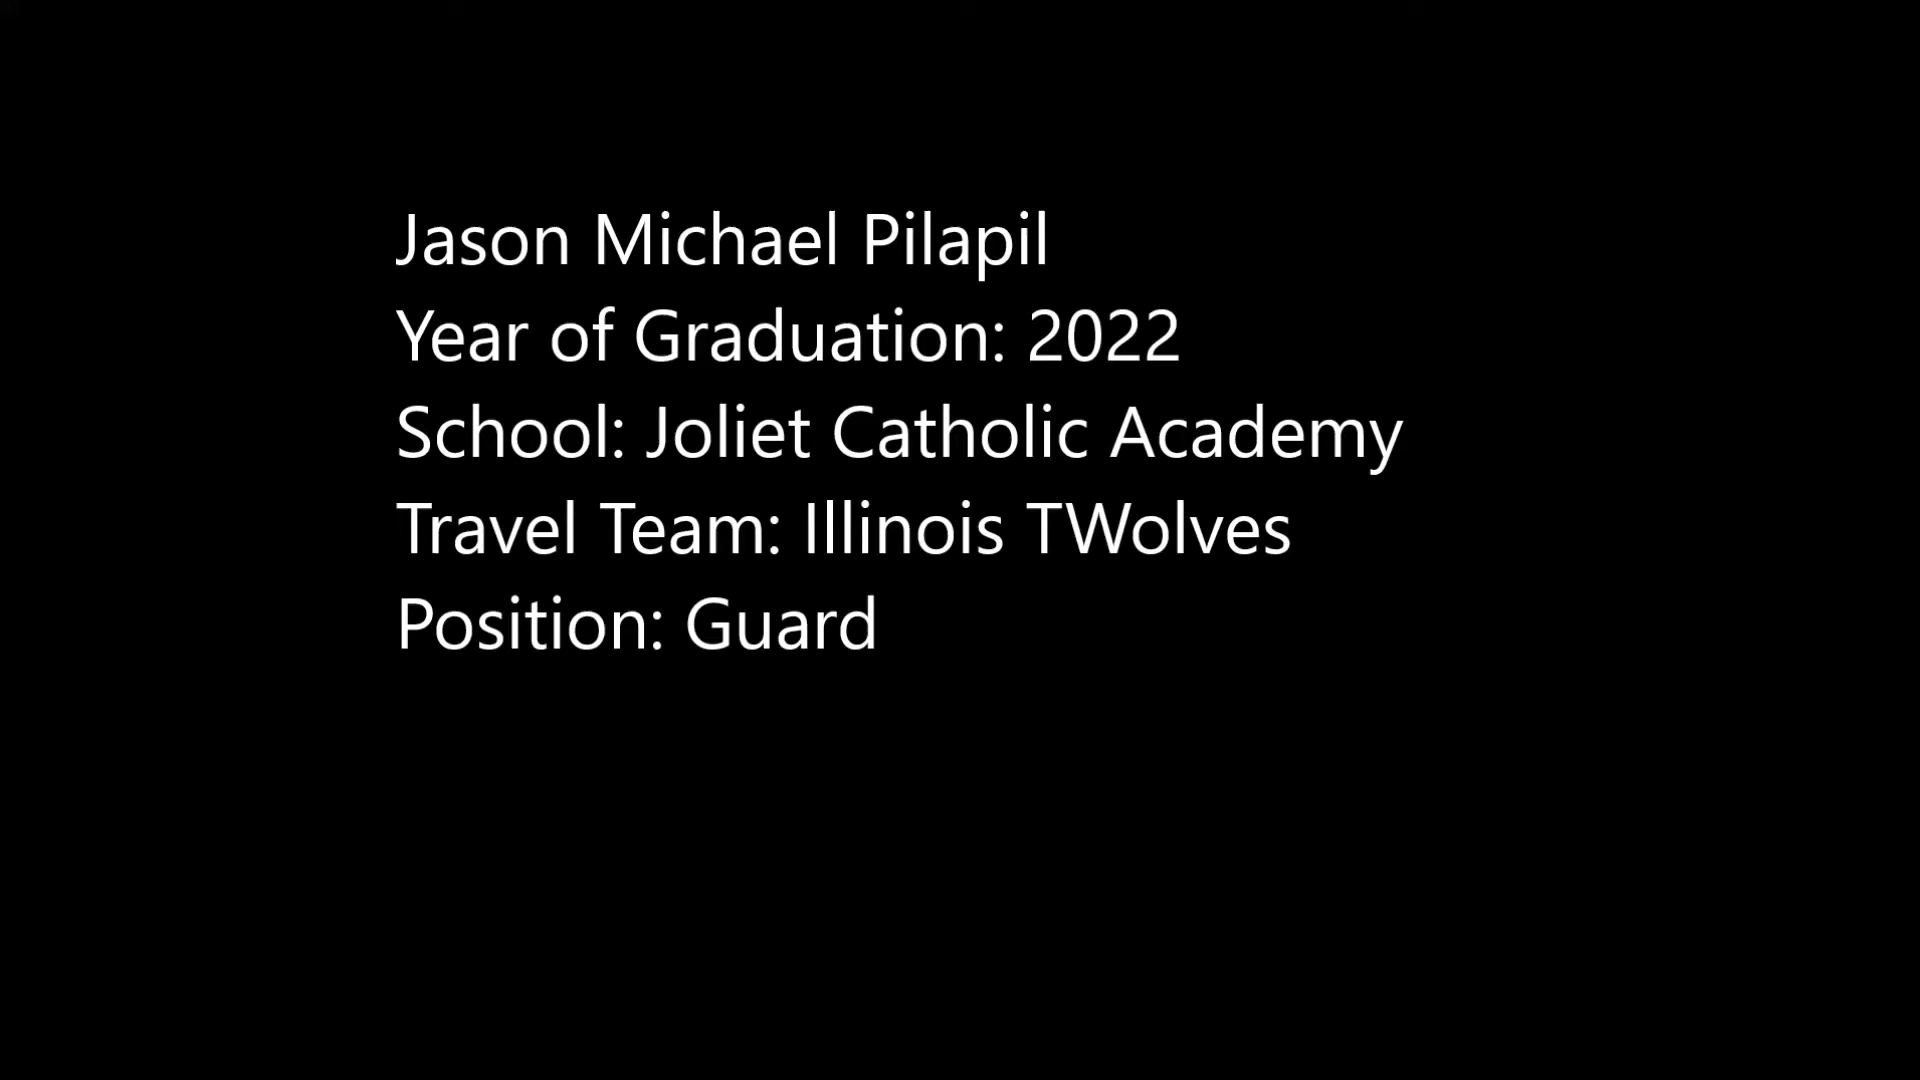 Jason Michael Pilapil
Year of Graduation: 2022
School: Joliet Catholic Academy
Travel Team: Illinois TWolves
Position: Guard